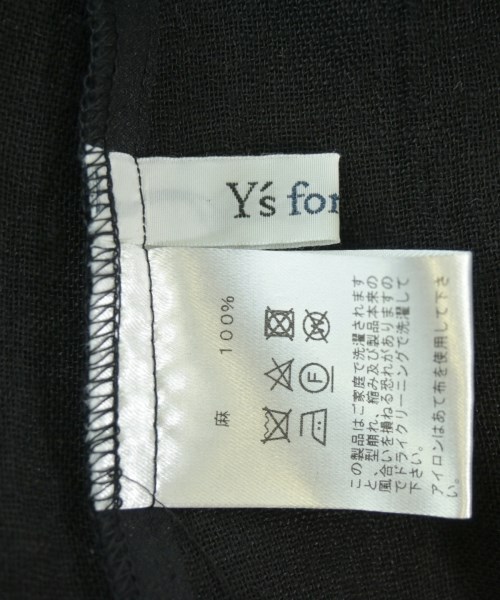 Y's for
麻 100%
F
この製品はご家庭で洗濯されます
と、型崩れ、縮み及び製品本来の
風合いを損ねる恐れがありますの
でドライクリーニングで洗濯して
下さい。
アイロンはあて布を使用して下さ
い。